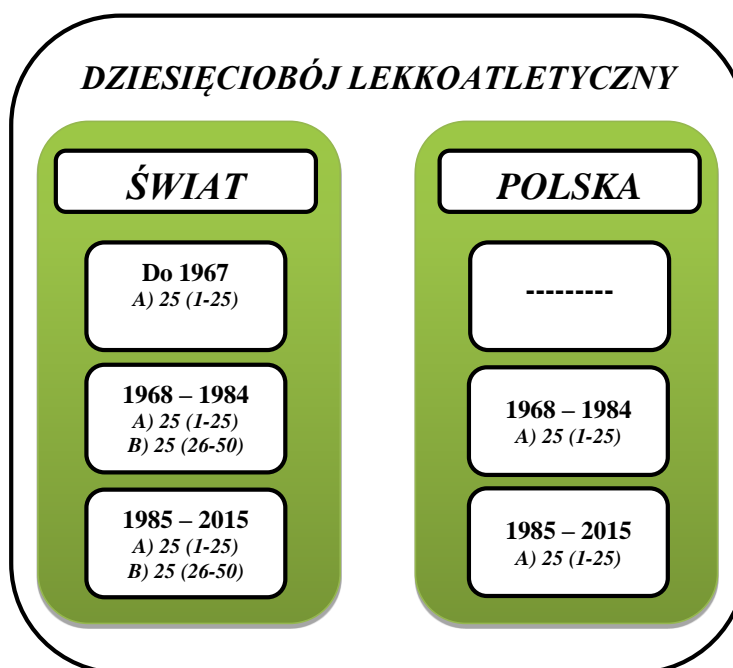 DZIESIĘCIOBÓJ LEKKOATLETYCZNY
ŚWIAT
Do 1967
A) 25 (1-25)
1968 – 1984
A) 25 (1-25)
B) 25 (26-50)
1985 – 2015
A) 25 (1-25)
B) 25 (26-50)
POLSKA
---------
1968 – 1984
A) 25 (1-25)
1985 – 2015
A) 25 (1-25)